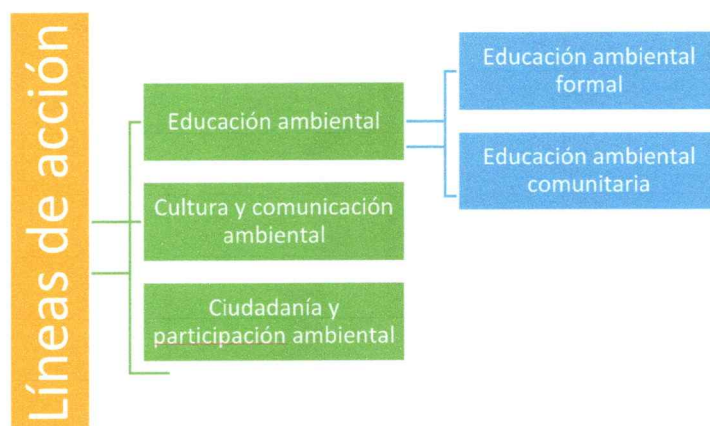 Líneas de acción
Educación ambiental
Cultura y comunicación
ambiental
Ciudadanía y
participación ambiental
Educación ambiental
formal
Educación ambiental
comunitaria